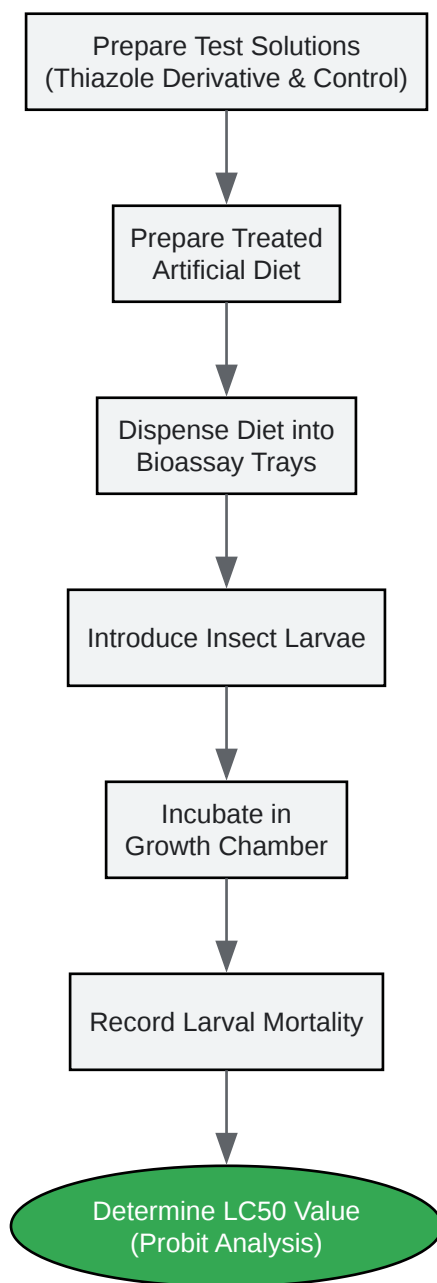 Prepare Test Solutions
(Thiazole Derivative & Control)
Prepare Treated
Artificial Diet
Dispense Diet into
Bioassay Trays
Introduce Insect Larvae
Incubate in
Growth Chamber
Record Larval Mortality
Determine LC50 Value
(Probit Analysis)